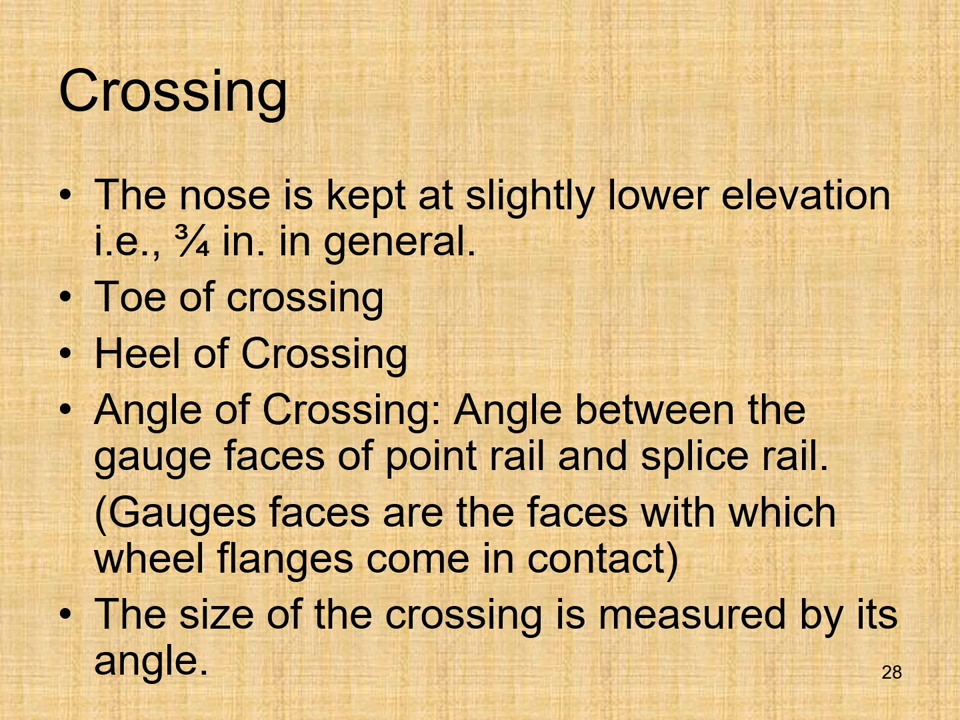 Crossing
• The nose is kept at slightly lower elevation
i.e., ¾ in. in general.
• Toe of crossing
• Heel of Crossing
• Angle of Crossing: Angle between the
gauge faces of point rail and splice rail.
(Gauges faces are the faces with which
wheel flanges come in contact)
• The size of the crossing is measured by its
angle.
28